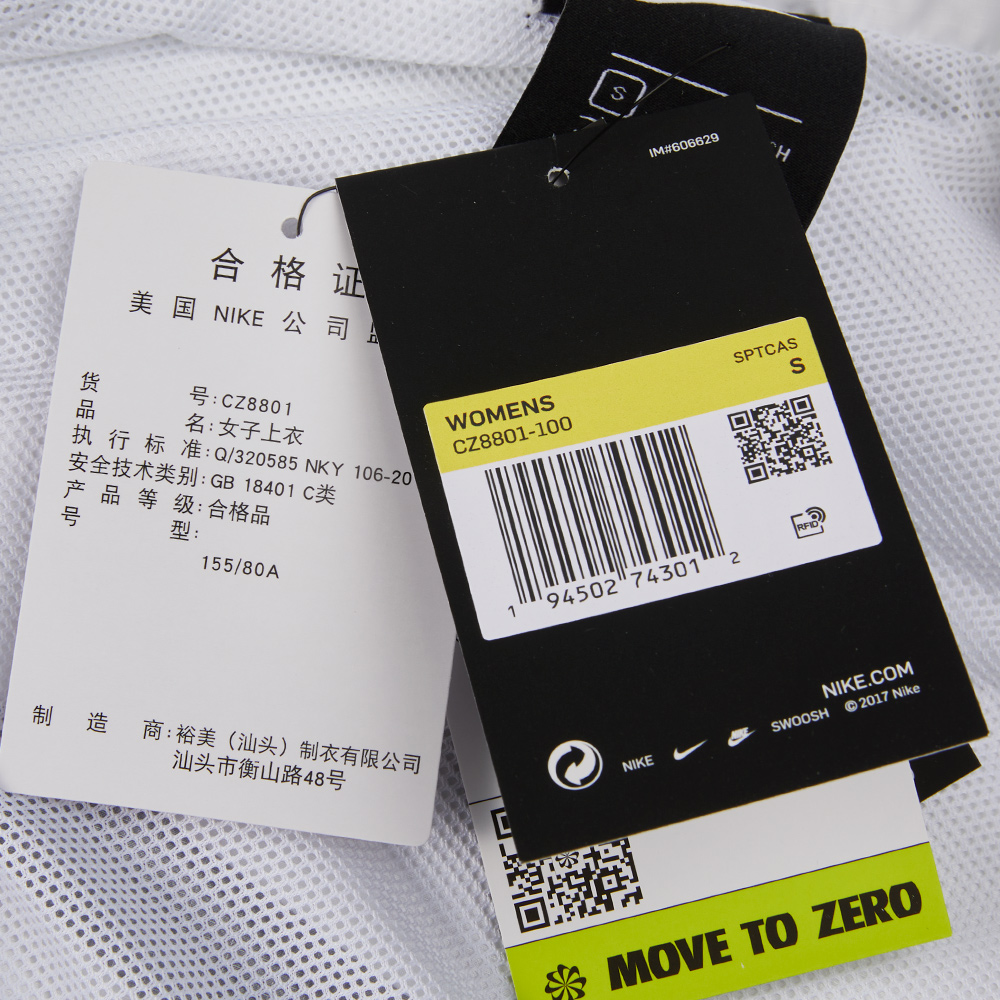 S
H
IM#606629
合格证
美国 NIKE 公司
货 号:CZ8801
品 名:女子上衣
执行标准:Q/320585 NKY 106-20
安全技术类别:GB 18401 C类
产品等级:合格品
号 型:
155/80A
制造商:裕美（汕头）制衣有限公司
汕头市衡山路48号
SPTCAS
S
WOMENS
CZ8801-100
RFID
1 94502 74301 2
NIKE.COM
NIKE SWOOSH ©2017 Nike
MOVE TO ZERO